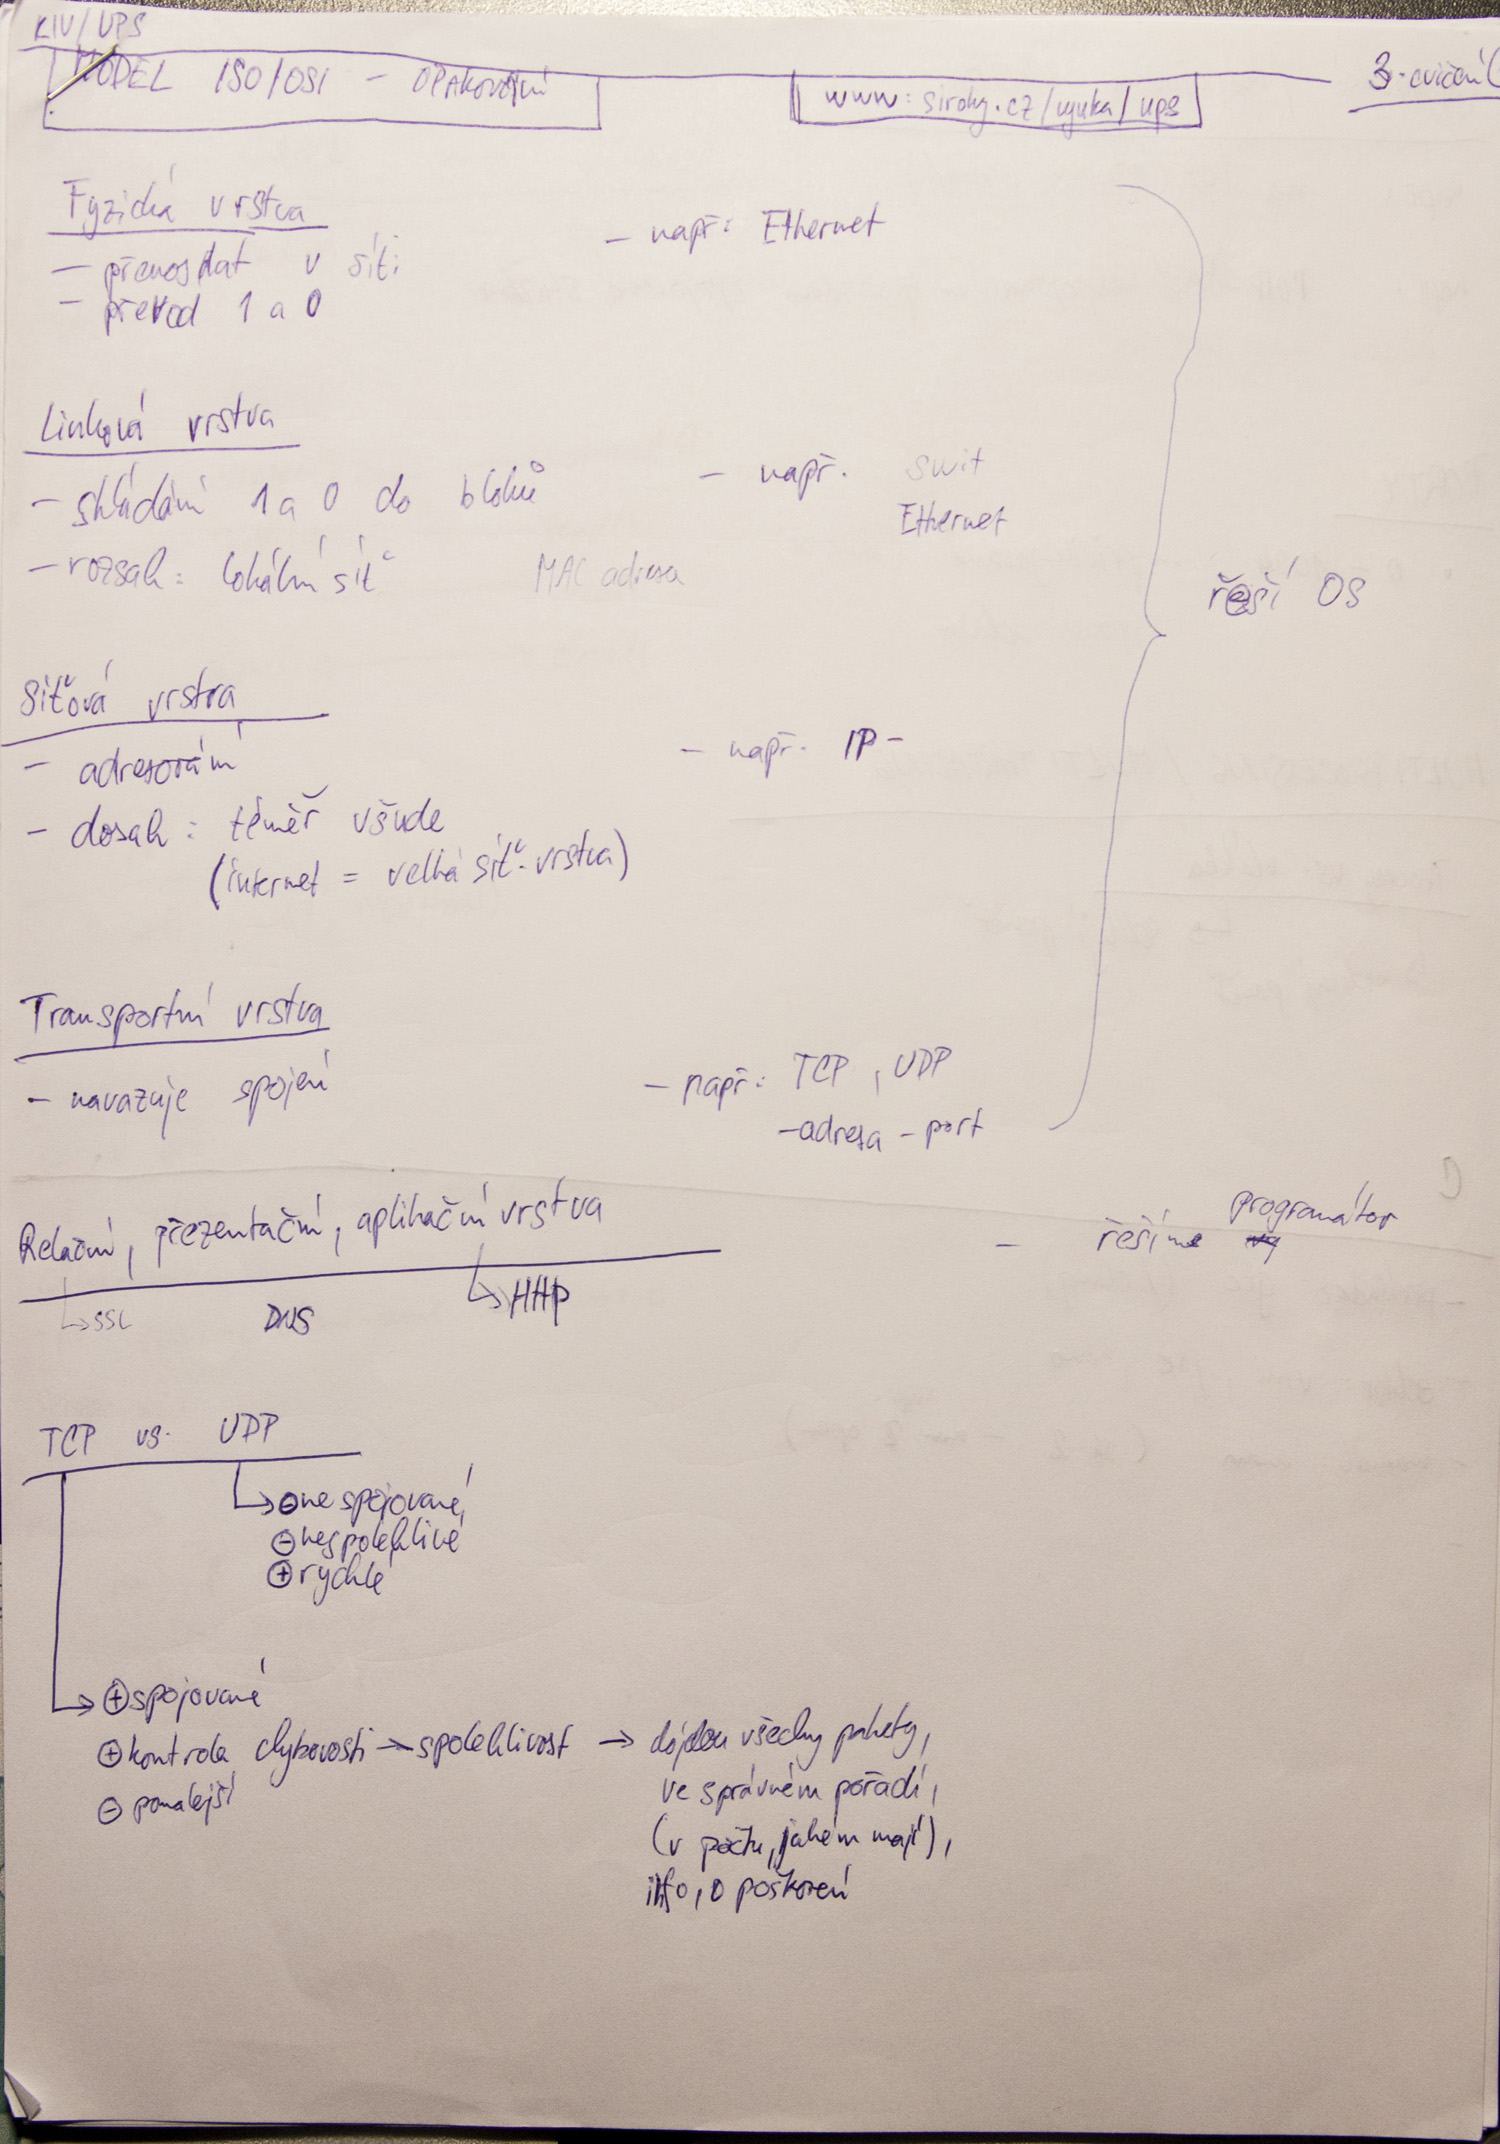 KIV/UPS
MODEL ISO/OSI - OPAKOVÁNÍ
www: siroky.cz/vyuka/ups
3. cvičení
Fyzická vrstva
- přenos dat v síti
- převod 1 a 0
- např: Ethernet
Linková vrstva
- skládání 1 a 0 do bloků
- rozsah: lokální síť
MAC adresa
- např. swit
Ethernet
řeší OS
Síťová vrstva
- adresování
- dosah: téměř všude
(internet = velká síť. vrstva)
- např. IP -
Transportní vrstva
- navazuje spojení
- např: TCP, UDP
- adresa - port
Relační, prezentační, aplikační vrstva
↳ SSL
DNS
↳ HTTP
- řeší programátor
TCP vs. UDP
↳ ⊖ nespojované,
⊖ nespolehlivé
⊕ rychlé
↳ ⊕ spojované
⊕ kontrola chybovosti → spolehlivost → dojdou všechny pakety,
ve správném pořadí,
(v počtu, jakém mají),
info, o poškození
⊖ pomalejší